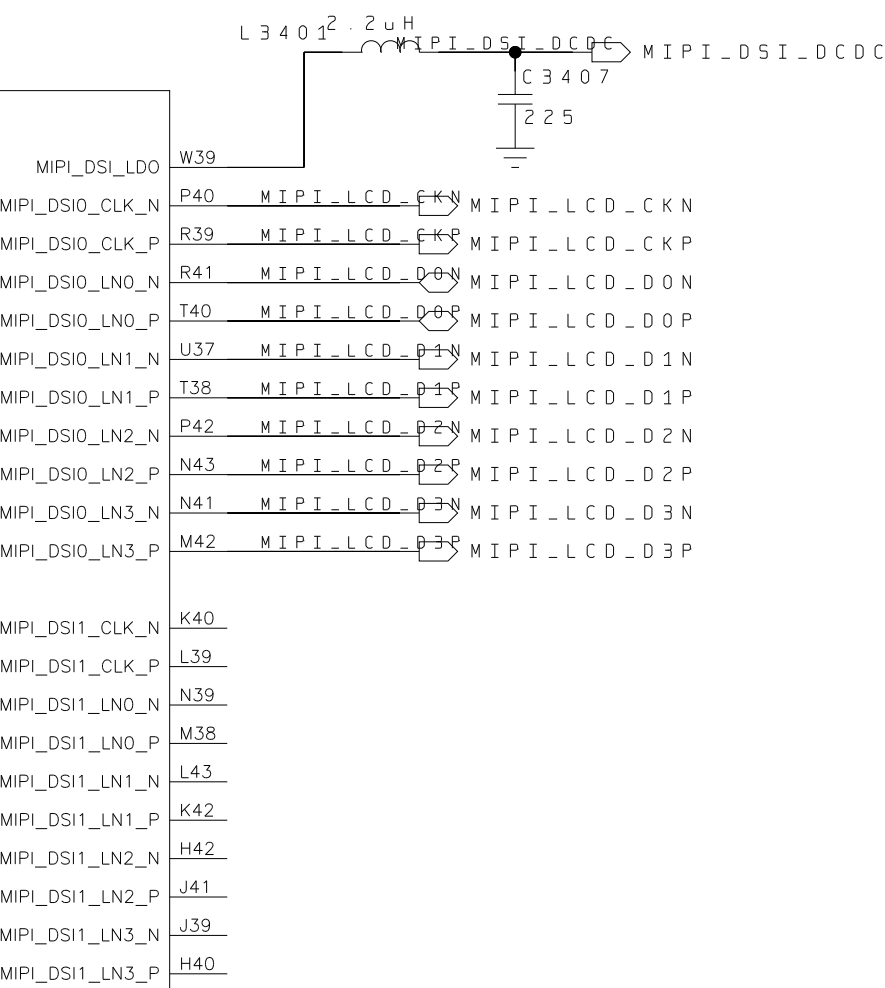 L3401 2.2uH
MIPI_DSI_DCDC MIPI_DSI_DCDC
C3407
225
MIPI_DSI_LDO W39
MIPI_DSI0_CLK_N P40 MIPI_LCD_CKN MIPI_LCD_CKN
MIPI_DSI0_CLK_P R39 MIPI_LCD_CKP MIPI_LCD_CKP
MIPI_DSI0_LN0_N R41 MIPI_LCD_D0N MIPI_LCD_D0N
MIPI_DSI0_LN0_P T40 MIPI_LCD_D0P MIPI_LCD_D0P
MIPI_DSI0_LN1_N U37 MIPI_LCD_D1N MIPI_LCD_D1N
MIPI_DSI0_LN1_P T38 MIPI_LCD_D1P MIPI_LCD_D1P
MIPI_DSI0_LN2_N P42 MIPI_LCD_D2N MIPI_LCD_D2N
MIPI_DSI0_LN2_P N43 MIPI_LCD_D2P MIPI_LCD_D2P
MIPI_DSI0_LN3_N N41 MIPI_LCD_D3N MIPI_LCD_D3N
MIPI_DSI0_LN3_P M42 MIPI_LCD_D3P MIPI_LCD_D3P
MIPI_DSI1_CLK_N K40
MIPI_DSI1_CLK_P L39
MIPI_DSI1_LN0_N N39
MIPI_DSI1_LN0_P M38
MIPI_DSI1_LN1_N L43
MIPI_DSI1_LN1_P K42
MIPI_DSI1_LN2_N H42
MIPI_DSI1_LN2_P J41
MIPI_DSI1_LN3_N J39
MIPI_DSI1_LN3_P H40